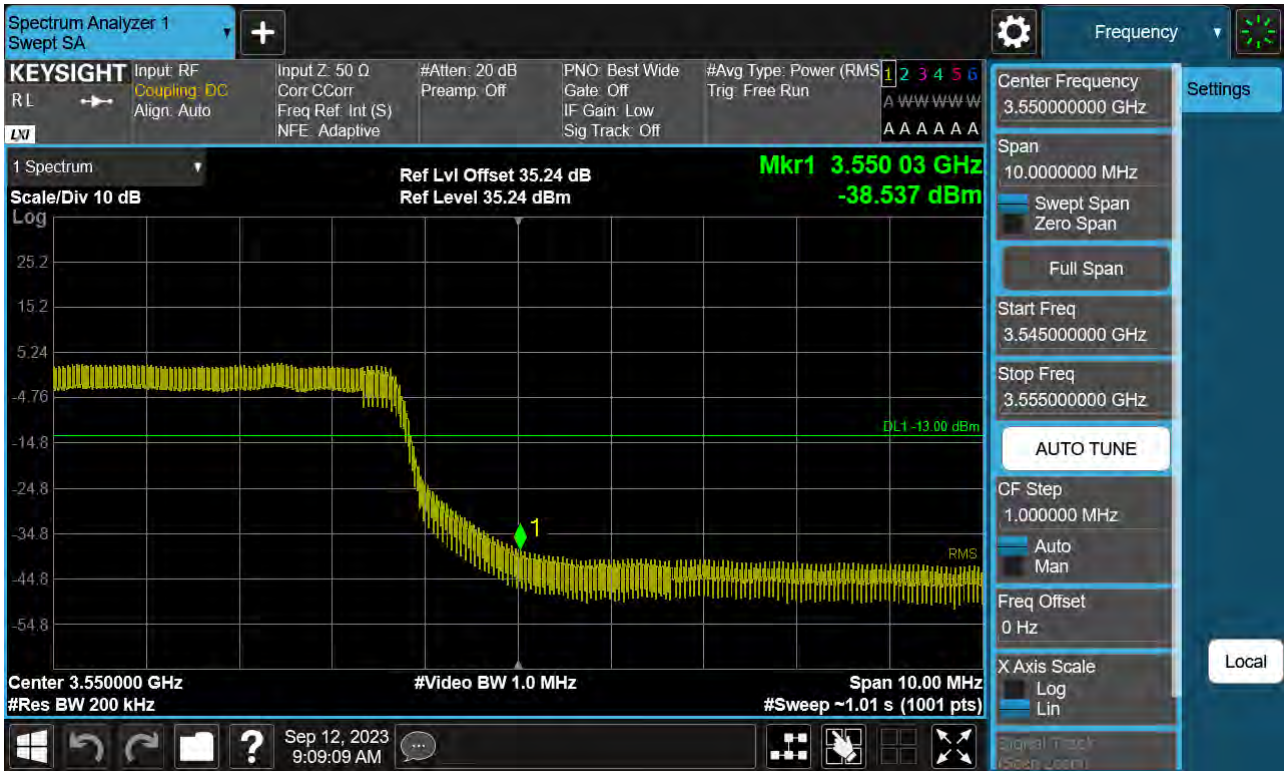 Spectrum Analyzer 1
Swept SA
Frequency
KEYSIGHT
RL
LXI
Input: RF
Coupling: DC
Align: Auto
Input Z: 50 Ω
Corr CCorr
Freq Ref: Int (S)
NFE: Adaptive
#Atten: 20 dB
Preamp: Off
PNO: Best Wide
Gate: Off
IF Gain: Low
Sig Track: Off
#Avg Type: Power (RMS
Trig: Free Run
1 2 3 4 5 6
A W W W W W
A A A A A A
Settings
1 Spectrum
Scale/Div 10 dB
Log
Ref Lvl Offset 35.24 dB
Ref Level 35.24 dBm
Mkr1 3.550 03 GHz
-38.537 dBm
25.2
15.2
5.24
-4.76
-14.8
-24.8
-34.8
-44.8
-54.8
DL1 -13.00 dBm
1
RMS
Center 3.550000 GHz
#Res BW 200 kHz
#Video BW 1.0 MHz
Span 10.00 MHz
#Sweep ~1.01 s (1001 pts)
Center Frequency
3.550000000 GHz
Span
10.0000000 MHz
Swept Span
Zero Span
Full Span
Start Freq
3.545000000 GHz
Stop Freq
3.555000000 GHz
AUTO TUNE
CF Step
1.000000 MHz
Auto
Man
Freq Offset
0 Hz
X Axis Scale
Log
Lin
Signal Track
(Span Zoom)
Local
?
Sep 12, 2023
9:09:09 AM